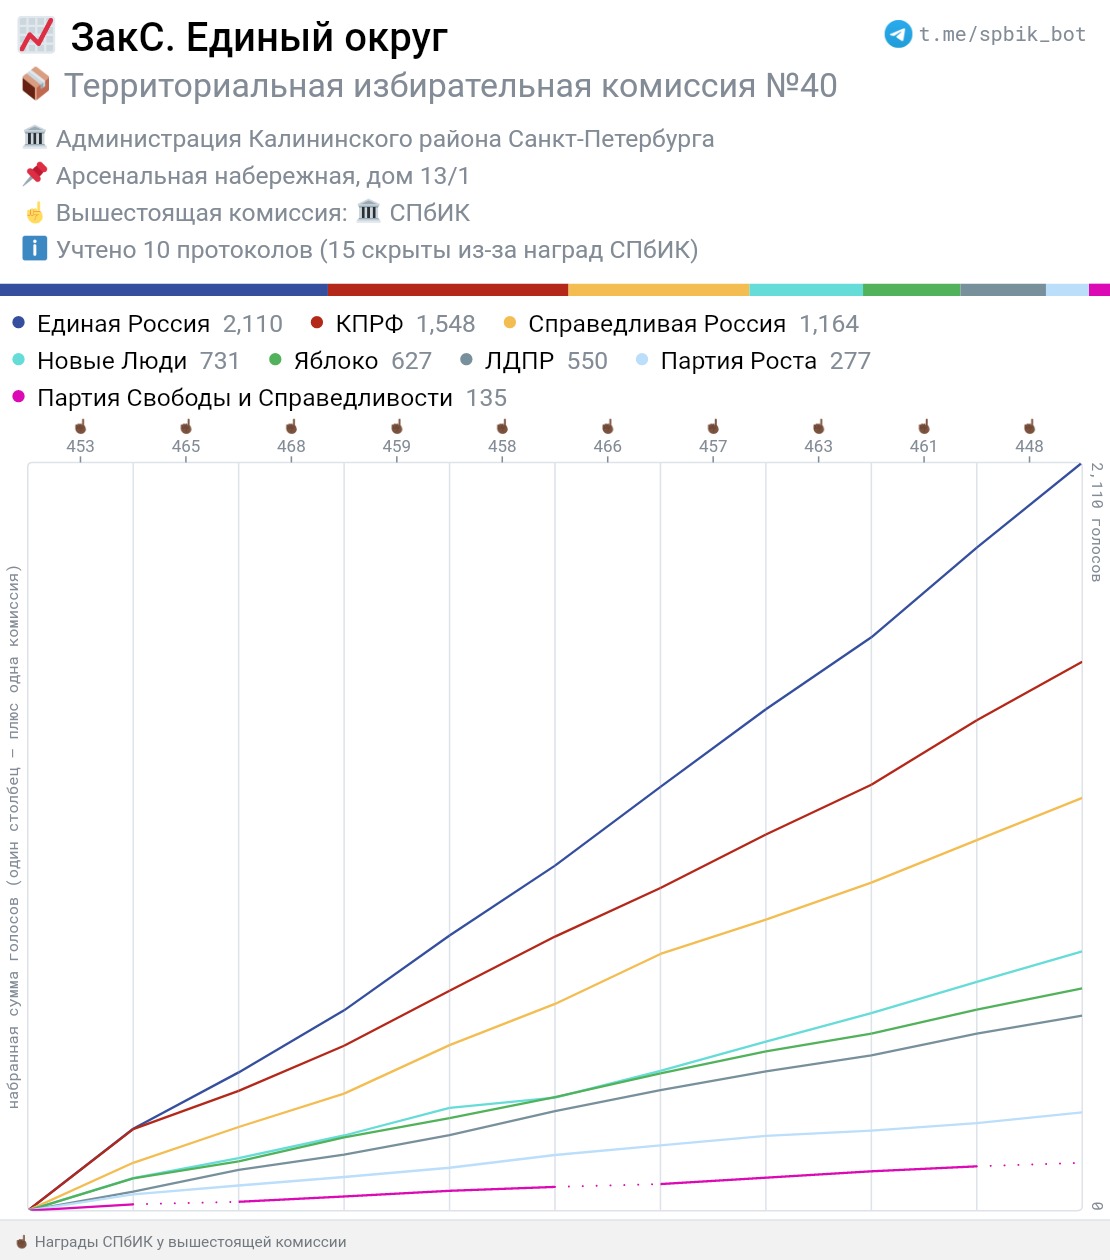 ЗакС. Единый округ
t.me/spbik_bot
Территориальная избирательная комиссия №40
Администрация Калининского района Санкт-Петербурга
Арсенальная набережная, дом 13/1
Вышестоящая комиссия: СПбИК
Учтено 10 протоколов (15 скрыты из-за наград СПбИК)
Единая Россия 2,110 КПРФ 1,548 Справедливая Россия 1,164
Новые Люди 731 Яблоко 627 ЛДПР 550 Партия Роста 277
Партия Свободы и Справедливости 135
453 465 468 459 458 466 457 463 461 448
2,110 голосов
набранная сумма голосов (один столбец – плюс одна комиссия)
0
Награды СПбИК у вышестоящей комиссии